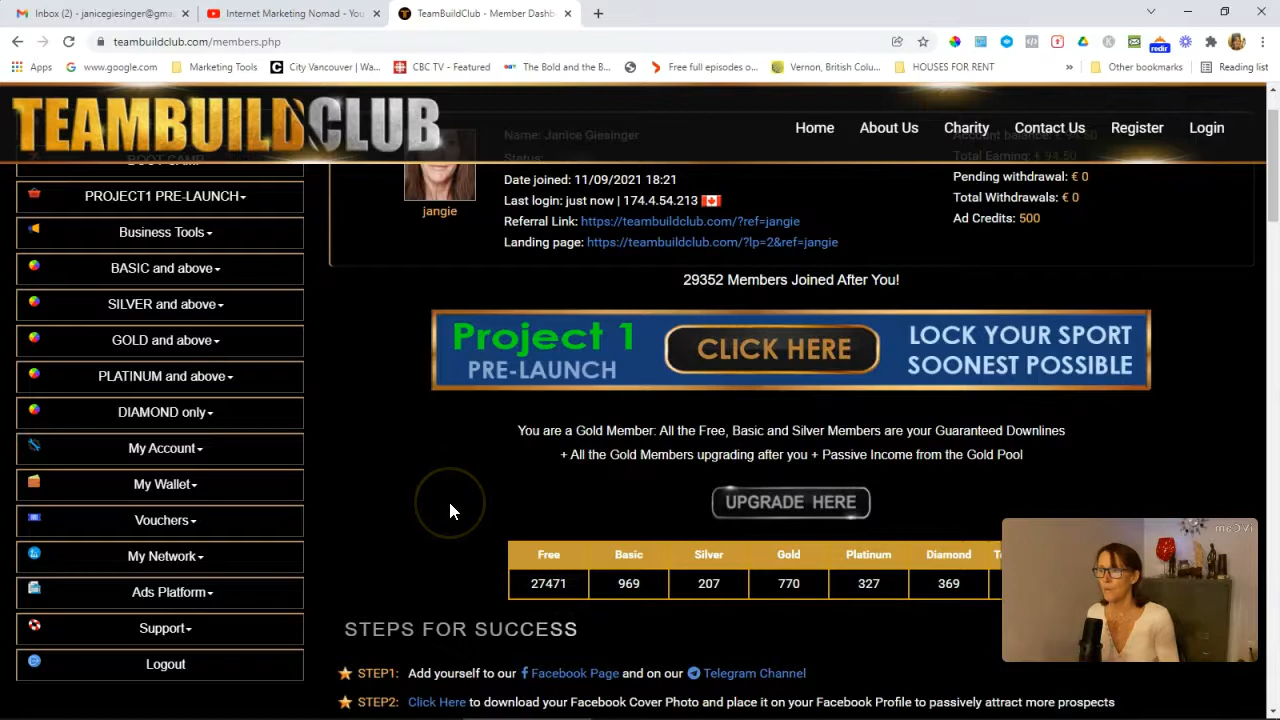 Inbox (2) - janicegiesinger@gma
Internet Marketing Nomad - You
TeamBuildClub - Member Dashb
teambuildclub.com/members.php
redir
Apps
www.google.com
Marketing Tools
City Vancouver | Wa...
CBC TV - Featured
The Bold and the B...
Free full episodes o...
Vernon, British Colu...
HOUSES FOR RENT
»
Other bookmarks
Reading list
TEAMBUILDCLUB
Home
About Us
Charity
Contact Us
Register
Login
PROJECT1 PRE-LAUNCH
Business Tools
BASIC and above
SILVER and above
GOLD and above
PLATINUM and above
DIAMOND only
My Account
My Wallet
Vouchers
My Network
Ads Platform
Support
Logout
jangie
Name: Janice Giesinger
Status:
Date joined: 11/09/2021 18:21
Last login: just now | 174.4.54.213
Referral Link: https://teambuildclub.com/?ref=jangie
Landing page: https://teambuildclub.com/?lp=2&ref=jangie
Total Earning: € 94.50
Pending withdrawal: € 0
Total Withdrawals: € 0
Ad Credits: 500
29352 Members Joined After You!
Project 1
PRE-LAUNCH
CLICK HERE
LOCK YOUR SPORT
SOONEST POSSIBLE
You are a Gold Member: All the Free, Basic and Silver Members are your Guaranteed Downlines
+ All the Gold Members upgrading after you + Passive Income from the Gold Pool
UPGRADE HERE
Free Basic Silver Gold Platinum Diamond
27471 969 207 770 327 369
iVCam
STEPS FOR SUCCESS
STEP1: Add yourself to our Facebook Page and on our Telegram Channel
STEP2: Click Here to download your Facebook Cover Photo and place it on your Facebook Profile to passively attract more prospects